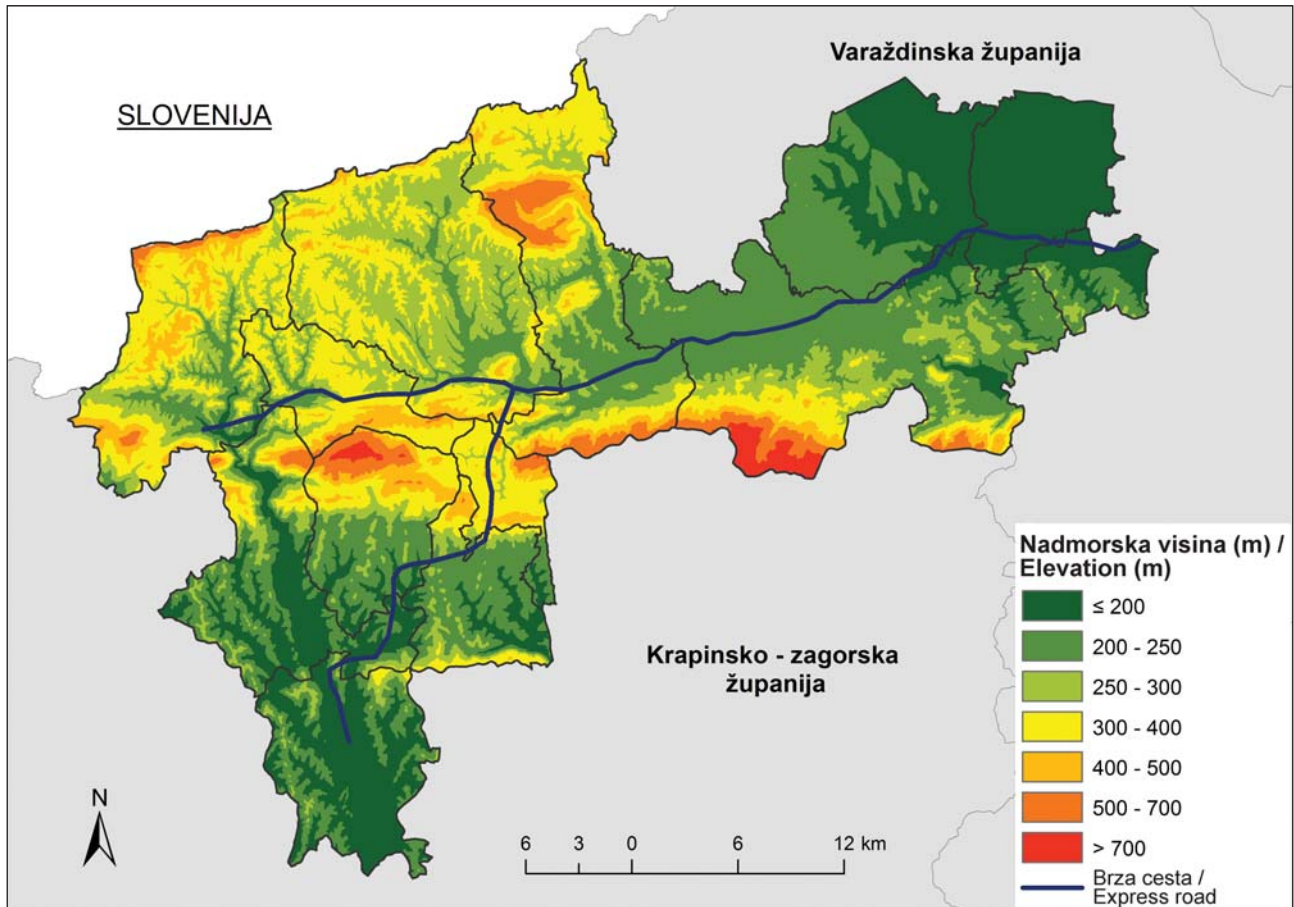 SLOVENIJA
Varaždinska županija
Krapinsko - zagorska
županija
N
6 3 0 6 12 km
Nadmorska visina (m) /
Elevation (m)
≤ 200
200 - 250
250 - 300
300 - 400
400 - 500
500 - 700
> 700
Brza cesta /
Express road